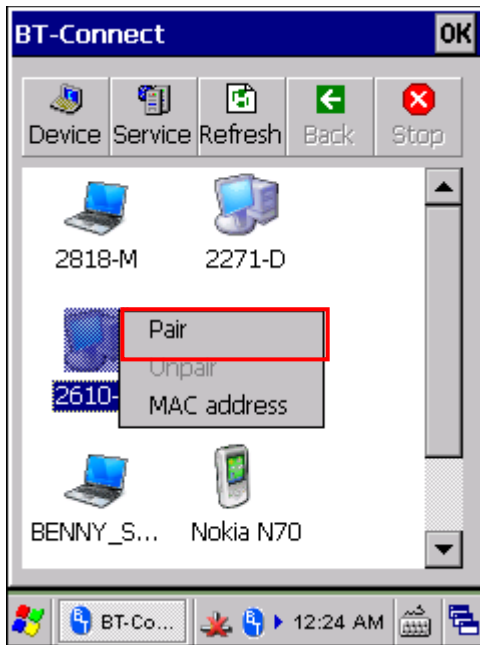 BT-Connect OK
Device Service Refresh Back Stop
2818-M 2271-D
Pair
Unpair
2610-
MAC address
BENNY_S... Nokia N70
BT-Co... 12:24 AM